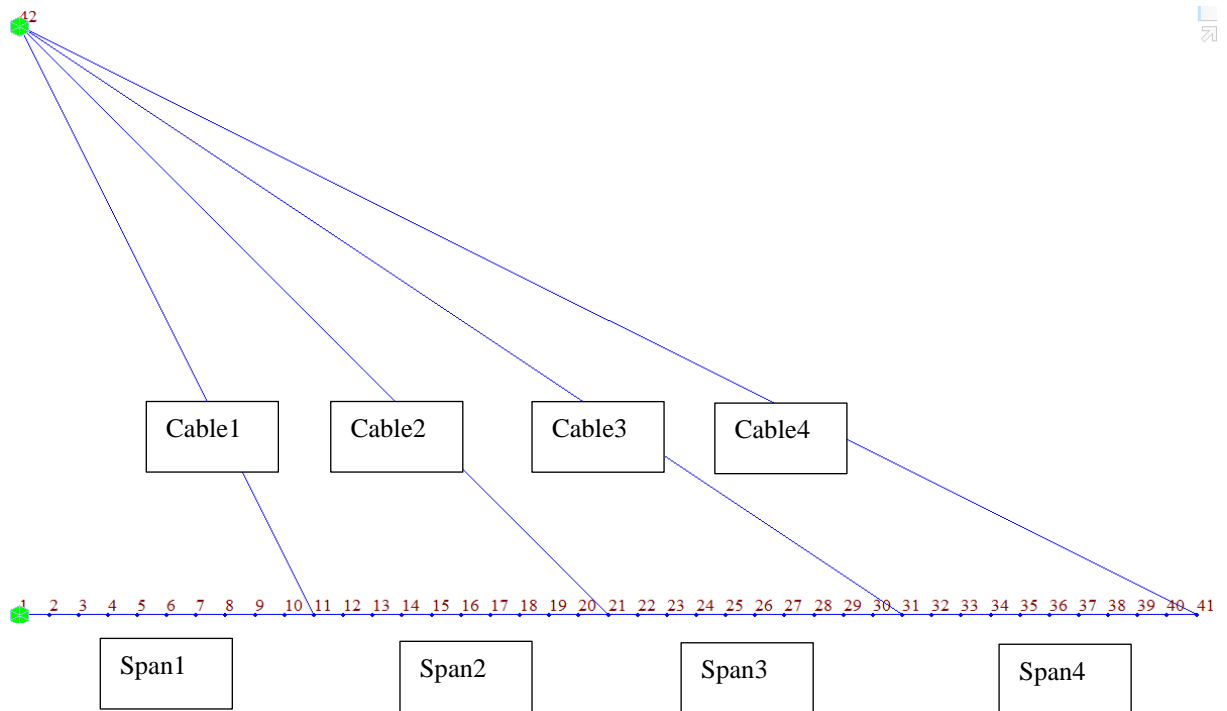 42
Cable1 Cable2 Cable3 Cable4
1 2 3 4 5 6 7 8 9 10 11 12 13 14 15 16 17 18 19 20 21 22 23 24 25 26 27 28 29 30 31 32 33 34 35 36 37 38 39 40 41
Span1 Span2 Span3 Span4